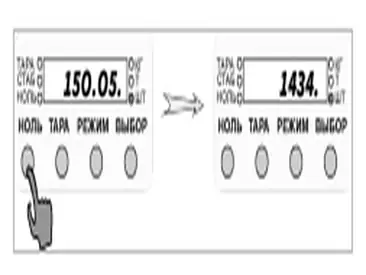 ТАРА
СТАБ
НОЛЬ
150.05.
КГ
Т
ШТ
НОЛЬ ТАРА РЕЖИМ ВЫБОР
ТАРА
СТАБ
НОЛЬ
1434.
КГ
Т
ШТ
НОЛЬ ТАРА РЕЖИМ ВЫБОР